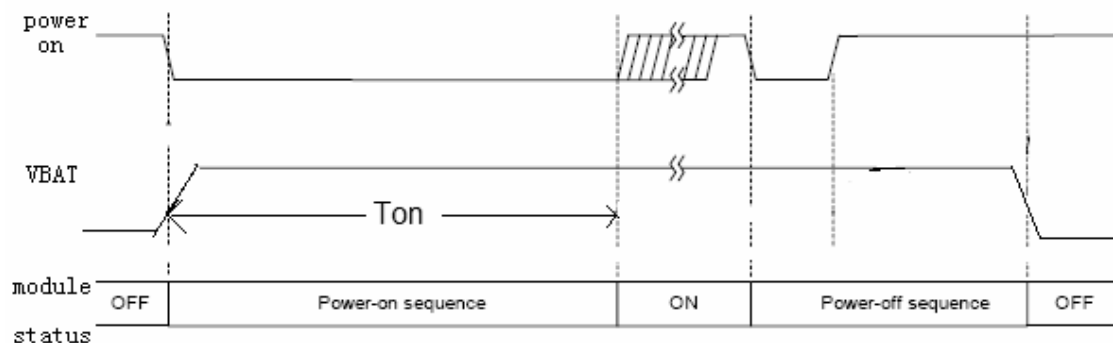 power
on
VBAT
Ton
module
OFF
Power-on sequence
ON
Power-off sequence
OFF
status